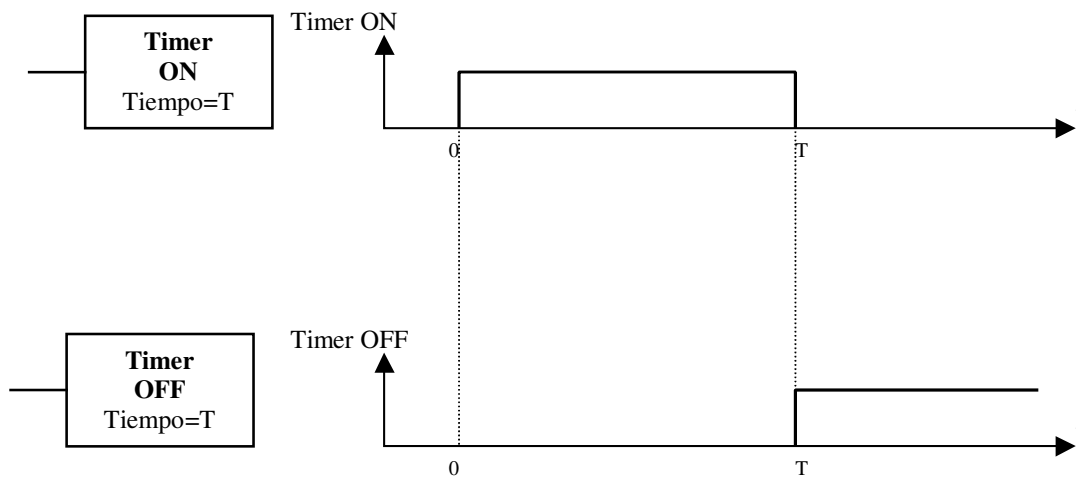 Timer
ON
Tiempo=T
Timer ON
0
T
Timer
OFF
Tiempo=T
Timer OFF
0
T